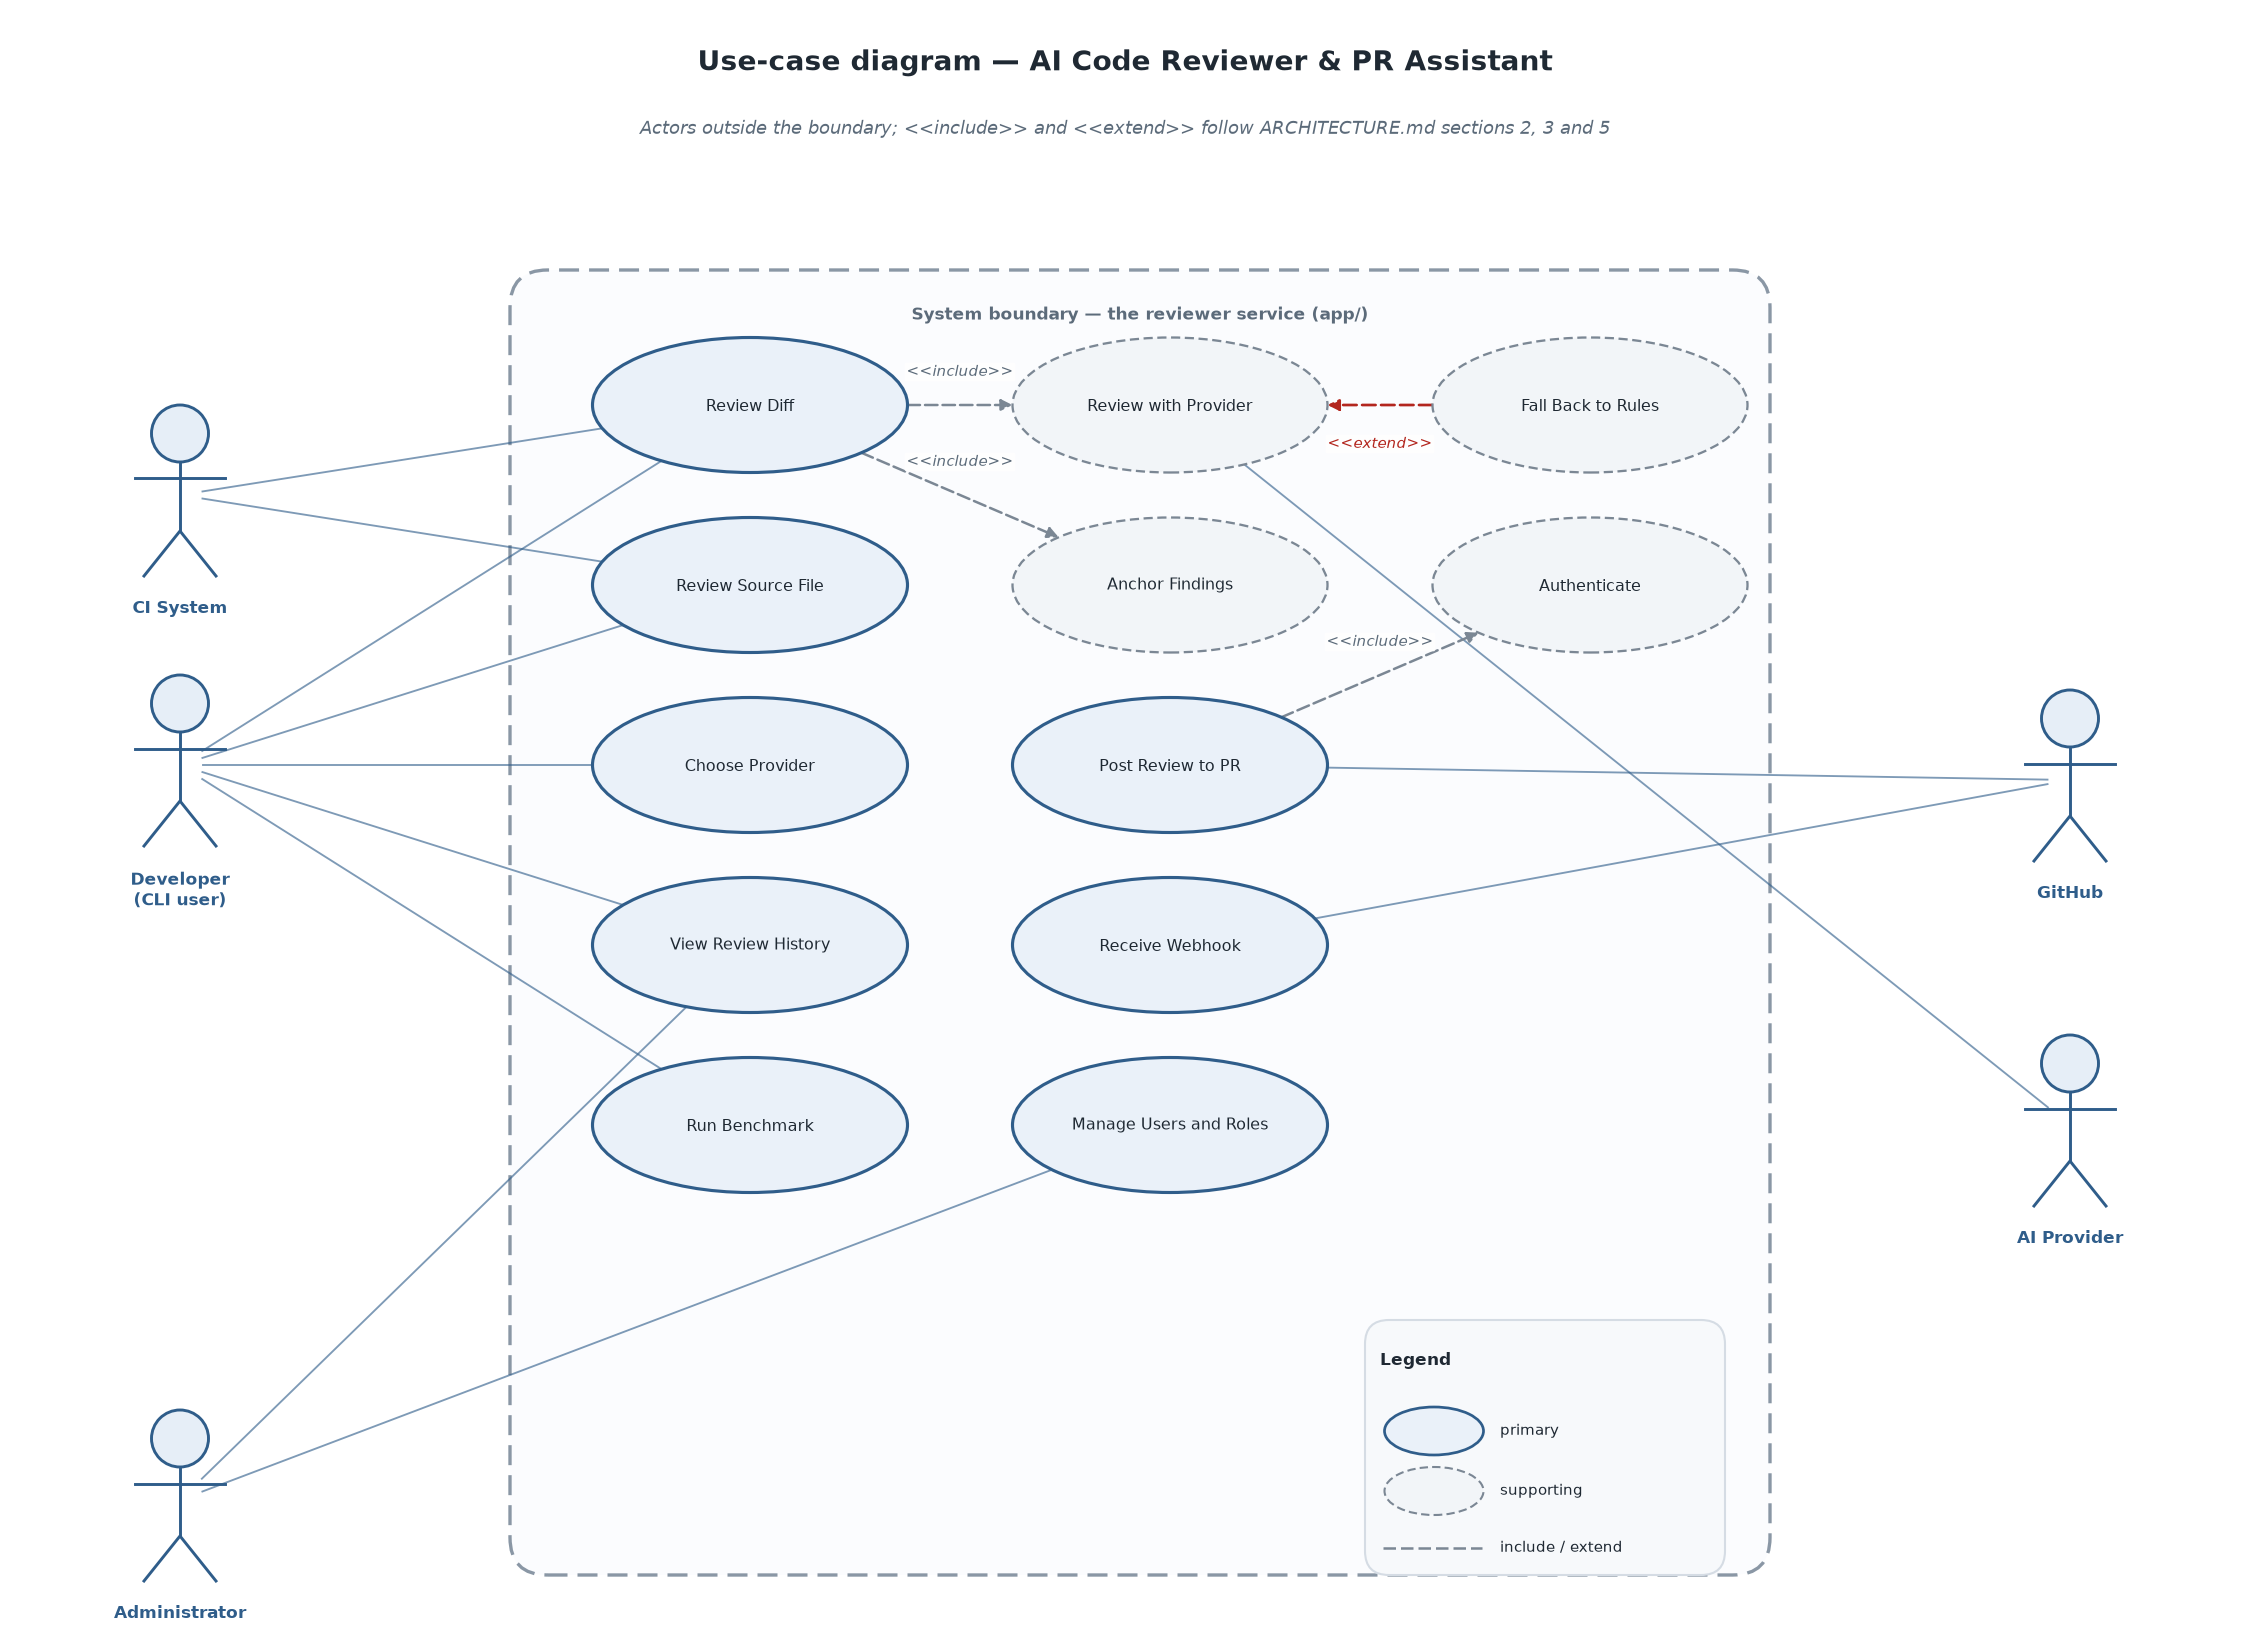 Use-case diagram — AI Code Reviewer & PR Assistant
Actors outside the boundary; <<include>> and <<extend>> follow ARCHITECTURE.md sections 2, 3 and 5
System boundary — the reviewer service (app/)
Review Diff
<<include>>
Review with Provider
<<extend>>
Fall Back to Rules
<<include>>
CI System
Review Source File
Anchor Findings
Authenticate
<<include>>
Developer
(CLI user)
Choose Provider
Post Review to PR
GitHub
View Review History
Receive Webhook
Run Benchmark
Manage Users and Roles
AI Provider
Administrator
Legend
primary
supporting
include / extend